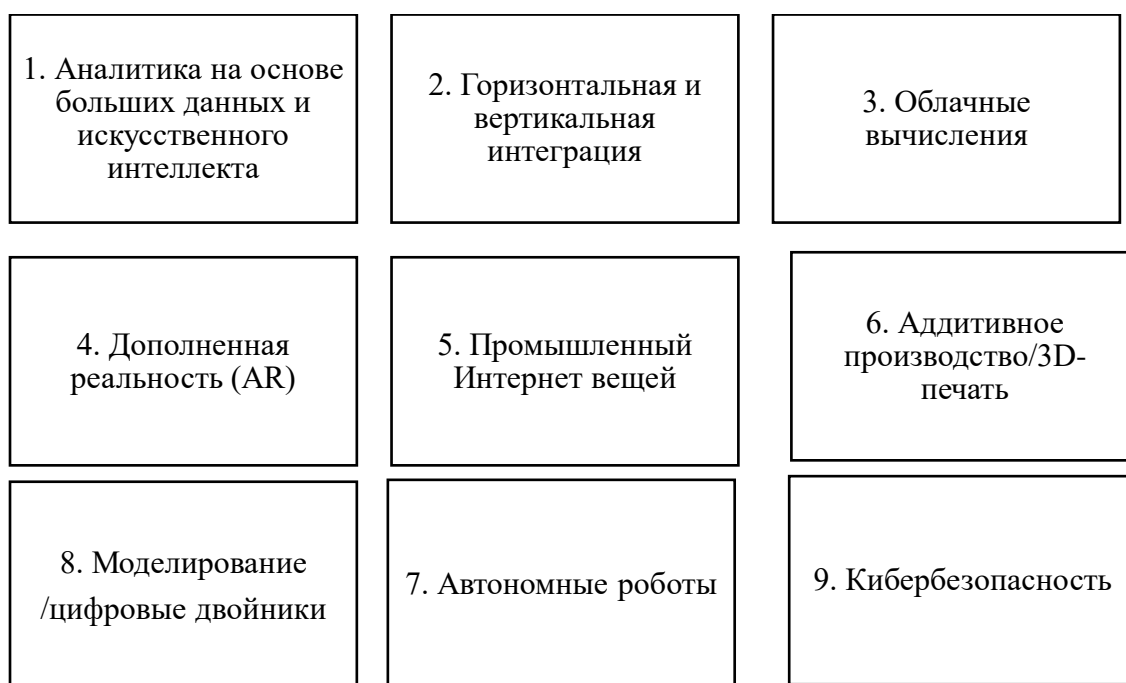 1. Аналитика на основе
больших данных и
искусственного
интеллекта
2. Горизонтальная и
вертикальная
интеграция
3. Облачные
вычисления
4. Дополненная
реальность (AR)
5. Промышленный
Интернет вещей
6. Аддитивное
производство/3D-
печать
8. Моделирование
/цифровые двойники
7. Автономные роботы
9. Кибербезопасность